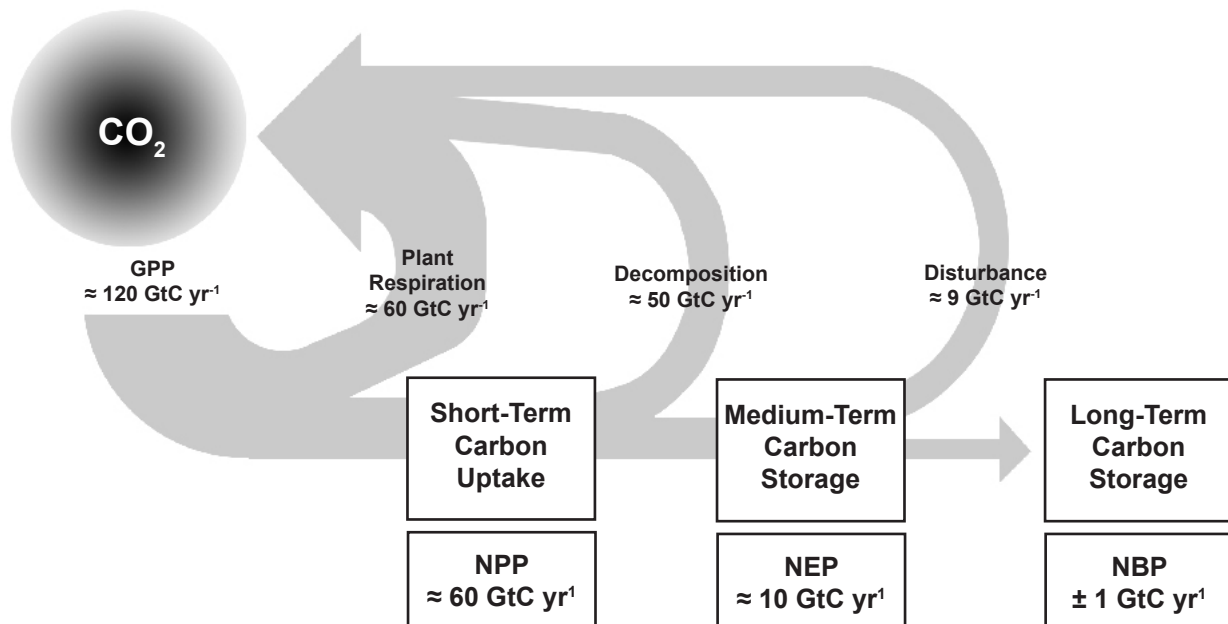 CO₂
GPP
≈ 120 GtC yr⁻¹
Plant
Respiration
≈ 60 GtC yr⁻¹
Decomposition
≈ 50 GtC yr⁻¹
Disturbance
≈ 9 GtC yr⁻¹
Short-Term
Carbon
Uptake
Medium-Term
Carbon
Storage
Long-Term
Carbon
Storage
NPP
≈ 60 GtC yr¹
NEP
≈ 10 GtC yr¹
NBP
± 1 GtC yr¹